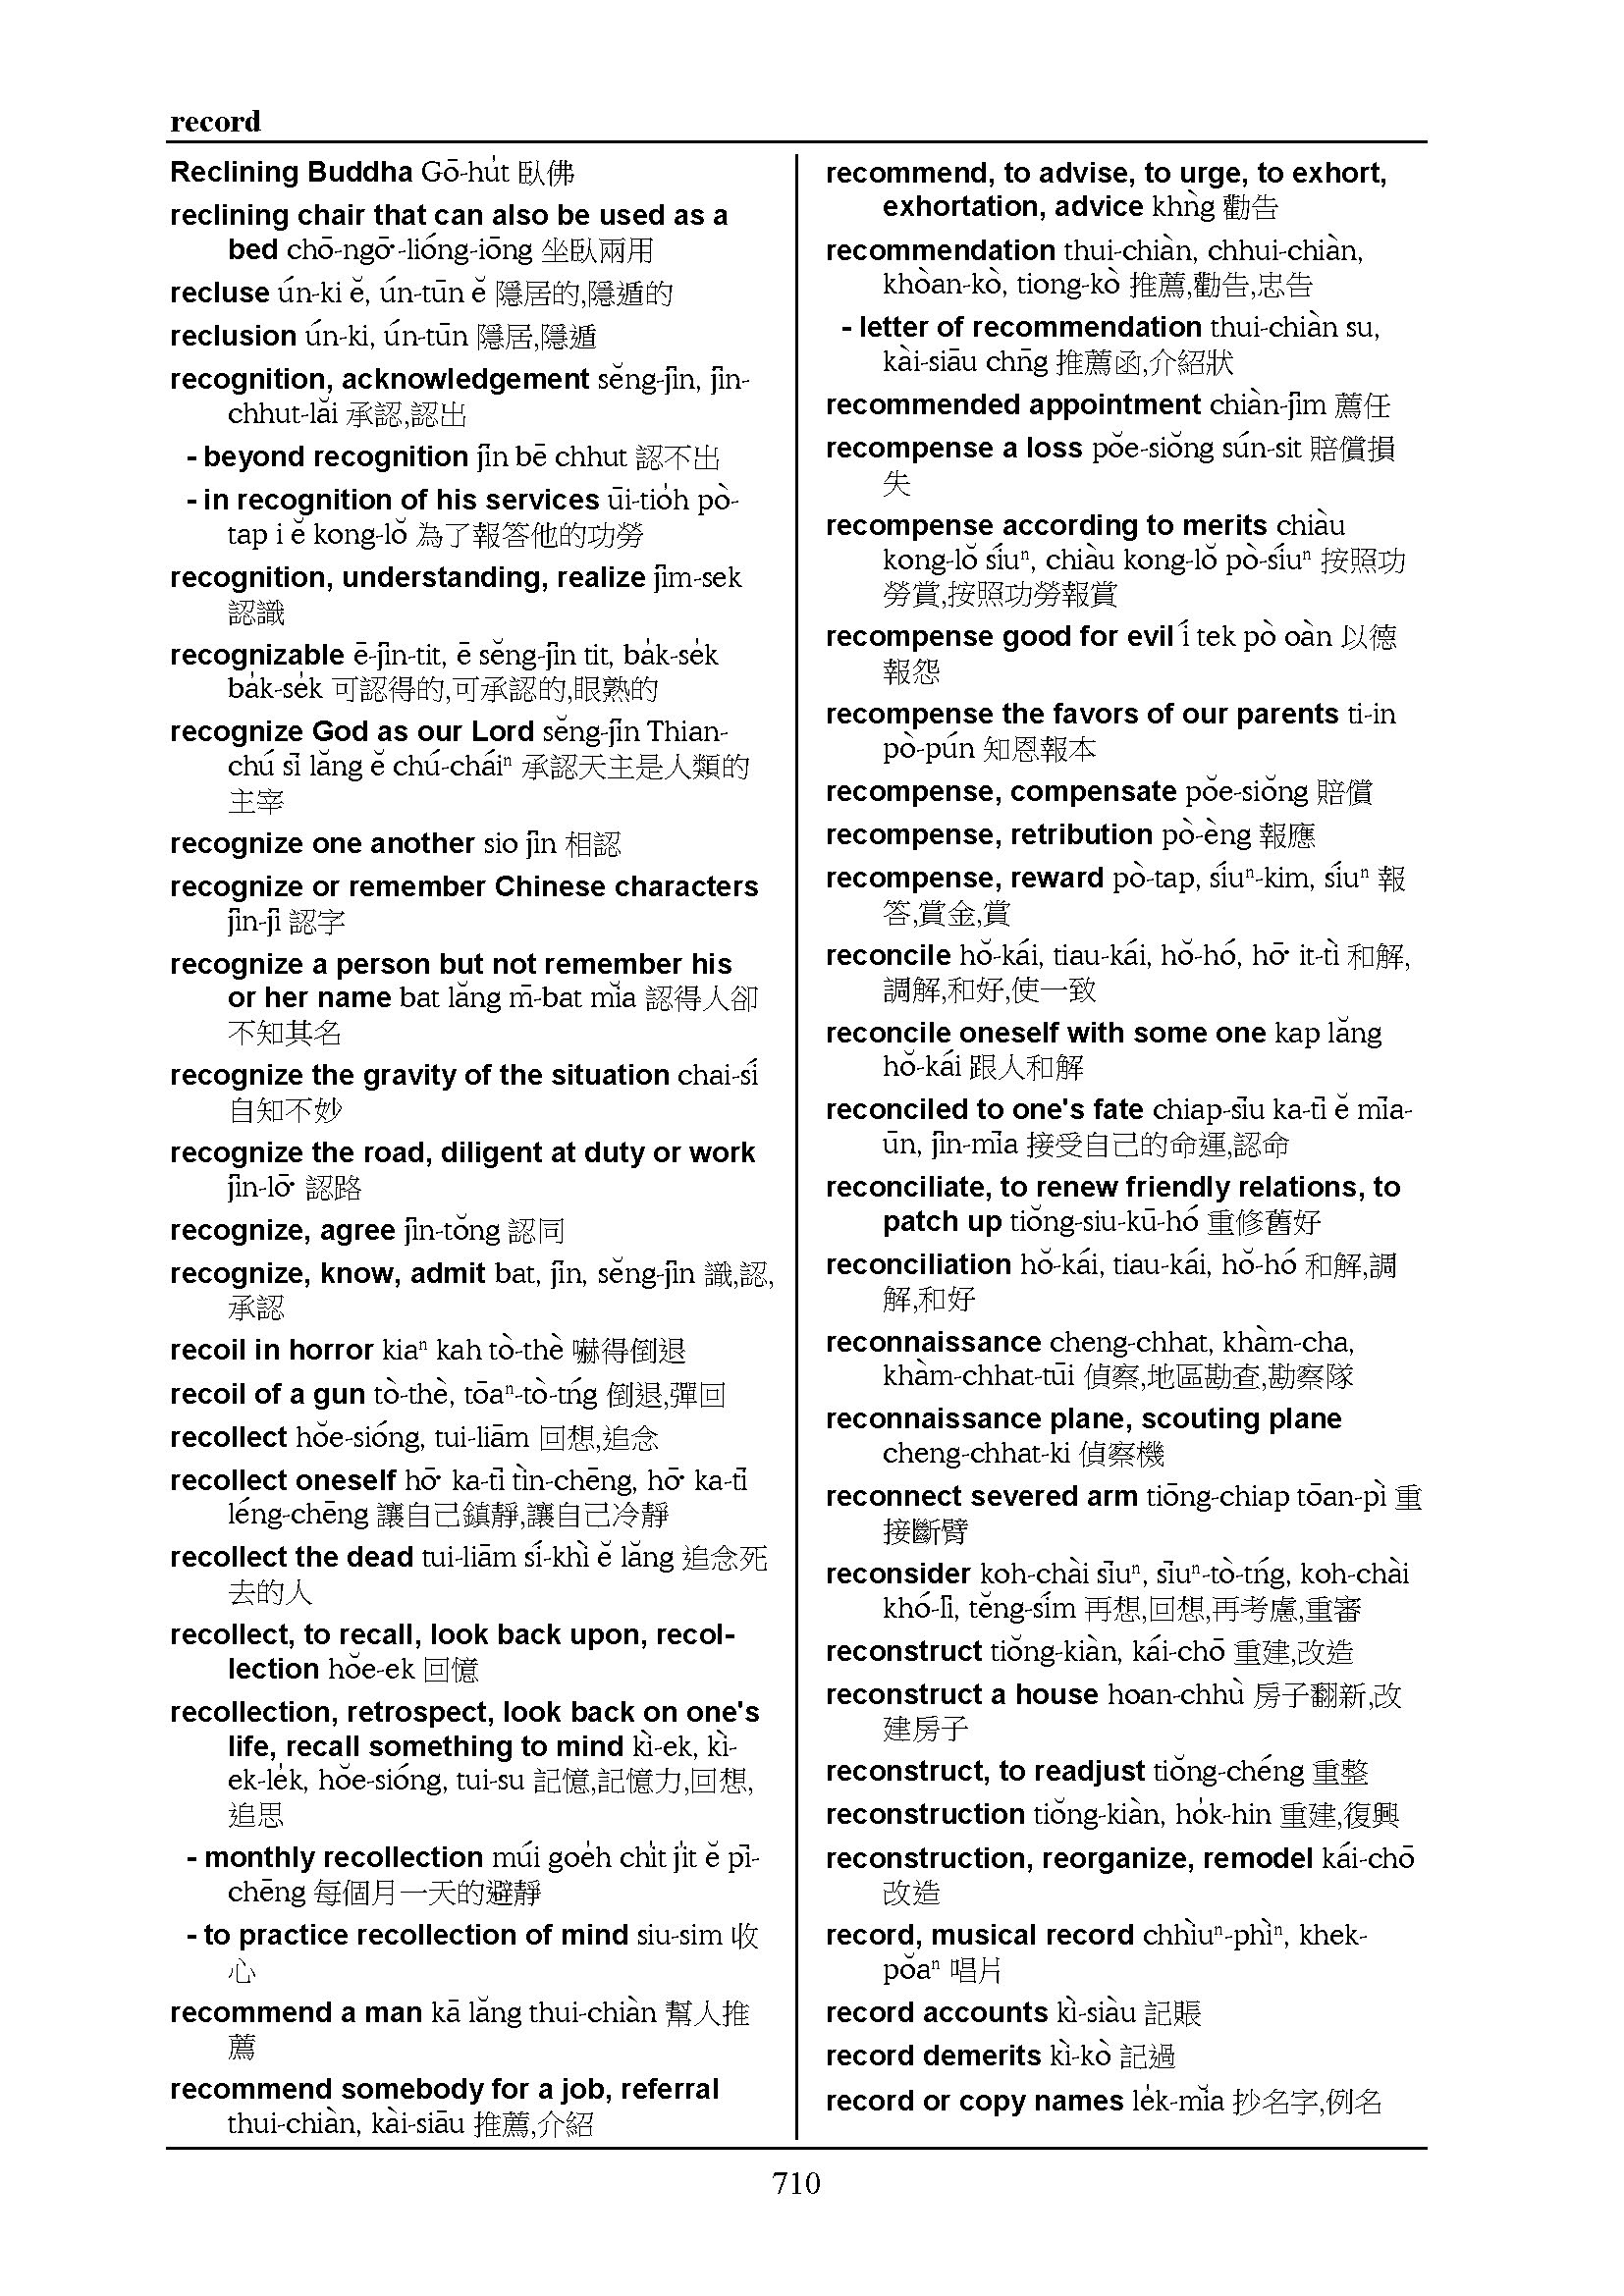 record
Reclining Buddha Gō-hu̍t 臥佛
reclining chair that can also be used as a
bed chō-ngō͘-lióng-iōng 坐臥兩用
recluse ún-ki ĕ, ún-tūn ĕ 隱居的,隱遁的
reclusion ún-ki, ún-tūn 隱居,隱遁
recognition, acknowledgement sĕng-jīn, jīn-
chhut-lăi 承認,認出
- beyond recognition jīn bē chhut 認不出
- in recognition of his services ūi-tio̍h pò-
tap i ĕ kong-lŏ 為了報答他的功勞
recognition, understanding, realize jīm-sek
認識
recognizable ē-jīn-tit, ē sĕng-jīn tit, ba̍k-se̍k
ba̍k-se̍k 可認得的,可承認的,眼熟的
recognize God as our Lord sĕng-jīn Thian-
chú sī lăng ĕ chú-cháiⁿ 承認天主是人類的
主宰
recognize one another sio jīn 相認
recognize or remember Chinese characters
jīn-jī 認字
recognize a person but not remember his
or her name bat lăng m̄-bat mĭa 認得人卻
不知其名
recognize the gravity of the situation chai-sí
自知不妙
recognize the road, diligent at duty or work
jīn-lō͘ 認路
recognize, agree jīn-tŏng 認同
recognize, know, admit bat, jīn, sĕng-jīn 識,認,
承認
recoil in horror kiaⁿ kah tò-thè 嚇得倒退
recoil of a gun tò-thè, tōaⁿ-tò-tńg 倒退,彈回
recollect hŏe-sióng, tui-liām 回想,追念
recollect oneself hō͘ ka-tī tìn-chēng, hō͘ ka-tī
léng-chēng 讓自己鎮靜,讓自己冷靜
recollect the dead tui-liām sí-khì ĕ lăng 追念死
去的人
recollect, to recall, look back upon, recol-
lection hŏe-ek 回憶
recollection, retrospect, look back on one's
life, recall something to mind kì-ek, kì-
ek-le̍k, hŏe-sióng, tui-su 記憶,記憶力,回想,
追思
- monthly recollection múi goe̍h chi̍t ji̍t ĕ pī-
chēng 每個月一天的避靜
- to practice recollection of mind siu-sim 收
心
recommend a man kā lăng thui-chiàn 幫人推
薦
recommend somebody for a job, referral
thui-chiàn, kài-siāu 推薦,介紹
recommend, to advise, to urge, to exhort,
exhortation, advice khǹg 勸告
recommendation thui-chiàn, chhui-chiàn,
khòan-kò, tiong-kò 推薦,勸告,忠告
- letter of recommendation thui-chiàn su,
kài-siāu chn̄g 推薦函,介紹狀
recommended appointment chiàn-jīm 薦任
recompense a loss pŏe-siŏng sún-sit 賠償損
失
recompense according to merits chiàu
kong-lŏ síuⁿ, chiàu kong-lŏ pò-síuⁿ 按照功
勞賞,按照功勞報賞
recompense good for evil í tek pò oàn 以德
報怨
recompense the favors of our parents ti-in
pò-pún 知恩報本
recompense, compensate pŏe-siŏng 賠償
recompense, retribution pò-èng 報應
recompense, reward pò-tap, síuⁿ-kim, síuⁿ 報
答,賞金,賞
reconcile hŏ-kái, tiau-kái, hŏ-hó, hō͘ it-tì 和解,
調解,和好,使一致
reconcile oneself with some one kap lăng
hŏ-kái 跟人和解
reconciled to one's fate chiap-sīu ka-tī ĕ mīa-
ūn, jīn-mīa 接受自己的命運,認命
reconciliate, to renew friendly relations, to
patch up tiŏng-siu-kū-hó 重修舊好
reconciliation hŏ-kái, tiau-kái, hŏ-hó 和解,調
解,和好
reconnaissance cheng-chhat, khàm-cha,
khàm-chhat-tūi 偵察,地區勘查,勘察隊
reconnaissance plane, scouting plane
cheng-chhat-ki 偵察機
reconnect severed arm tiōng-chiap tōan-pì 重
接斷臂
reconsider koh-chài sīuⁿ, sīuⁿ-tò-tńg, koh-chài
khó-lī, tĕng-sím 再想,回想,再考慮,重審
reconstruct tiŏng-kiàn, kái-chō 重建,改造
reconstruct a house hoan-chhù 房子翻新,改
建房子
reconstruct, to readjust tiŏng-chéng 重整
reconstruction tiŏng-kiàn, ho̍k-hin 重建,復興
reconstruction, reorganize, remodel kái-chō
改造
record, musical record chhìuⁿ-phìⁿ, khek-
pŏaⁿ 唱片
record accounts kì-siàu 記賬
record demerits kì-kò 記過
record or copy names le̍k-mĭa 抄名字,例名
710